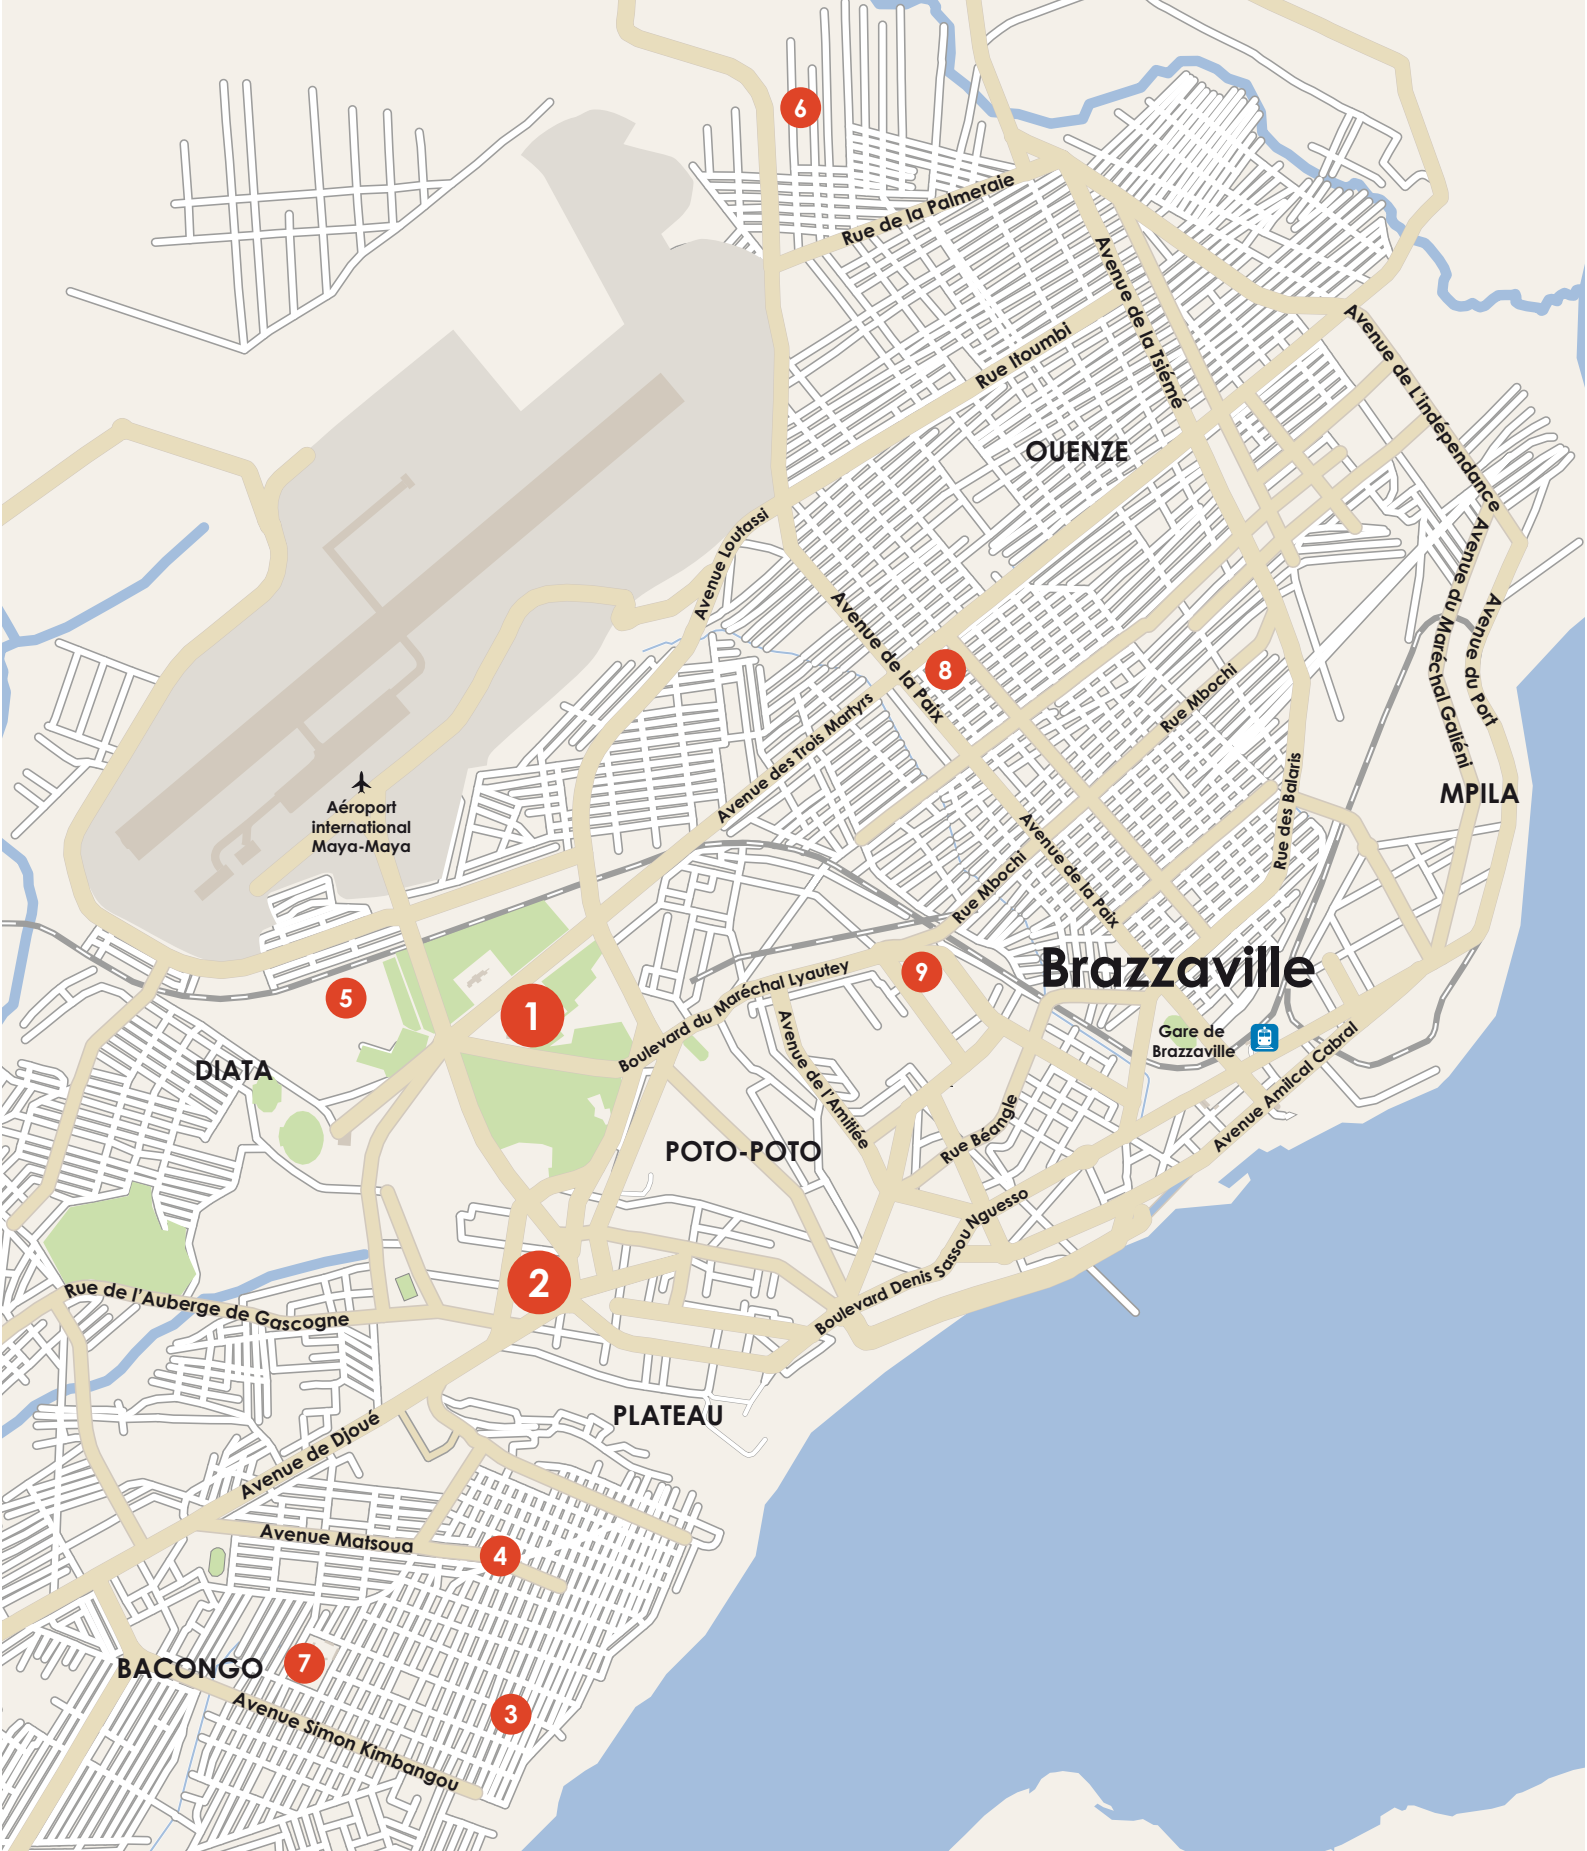 6
Rue de la Palmeraie
Avenue de la Tsiémé
Avenue de L'indépendance
Rue Itoumbi
OUENZE
Avenue Loutassi
Avenue du Maréchal Galiéni
Avenue du Port
Avenue de la Paix
8
Rue Mbochi
Avenue des Trois Martyrs
Aéroport
international
Maya-Maya
MPILA
Rue des Balaris
Avenue de la Paix
Rue Mbochi
Brazzaville
9
Boulevard du Maréchal Lyautey
5
1
Gare de
Brazzaville
Avenue Amilcal Cabral
Avenue de l'Amitiée
DIATA
Rue Béangle
POTO-POTO
Boulevard Denis Sassou Nguesso
2
Rue de l'Auberge de Gascogne
PLATEAU
Avenue de Djoué
Avenue Matsoua
4
BACONGO
7
Avenue Simon Kimbangou
3